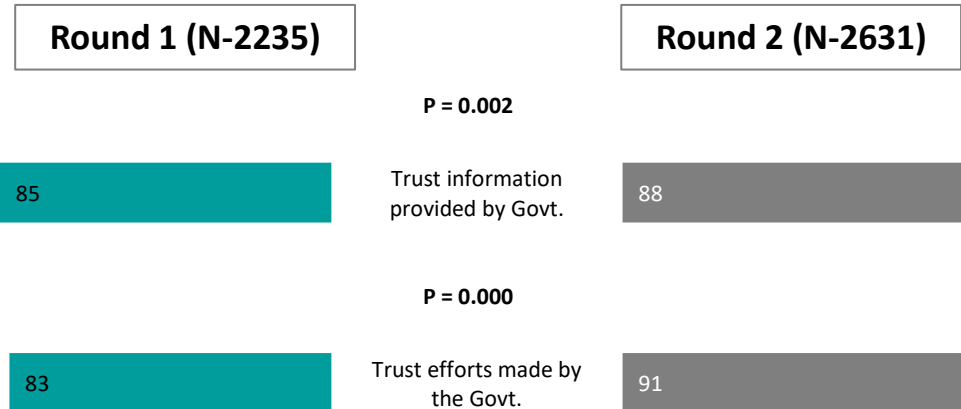 Round 1 (N-2235)
Round 2 (N-2631)
P = 0.002
85
Trust information
provided by Govt.
88
P = 0.000
83
Trust efforts made by
the Govt.
91